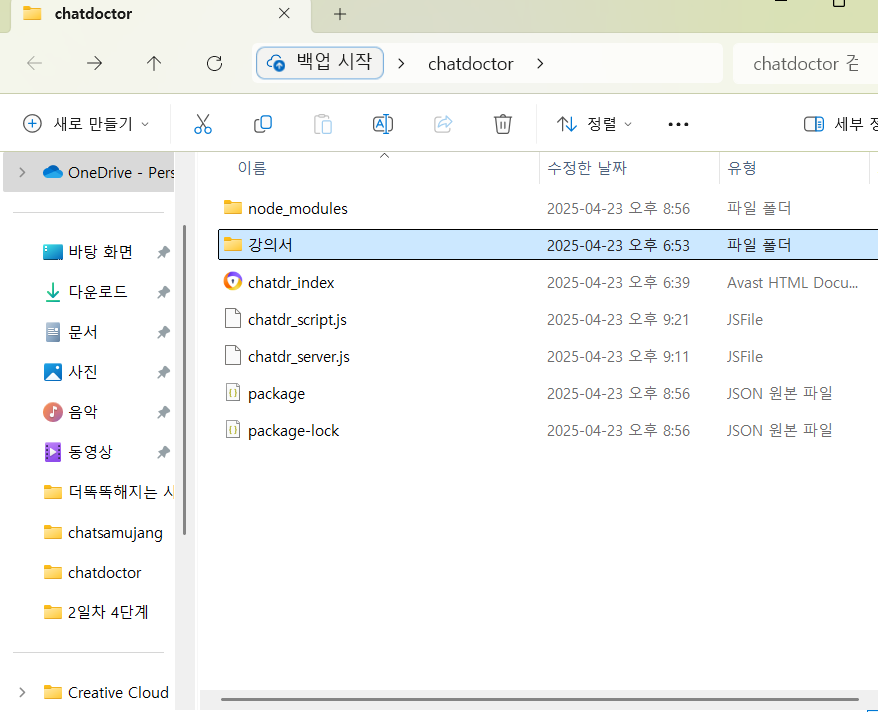 chatdoctor
백업 시작 > chatdoctor >
chatdoctor 검
새로 만들기
정렬
세부 정
OneDrive - Pers
바탕 화면
다운로드
문서
사진
음악
동영상
더똑똑해지는 시
chatsamujang
chatdoctor
2일차 4단계
Creative Cloud
이름 수정한 날짜 유형
node_modules 2025-04-23 오후 8:56 파일 폴더
강의서 2025-04-23 오후 6:53 파일 폴더
chatdr_index 2025-04-23 오후 6:39 Avast HTML Docu...
chatdr_script.js 2025-04-23 오후 9:21 JSFile
chatdr_server.js 2025-04-23 오후 9:11 JSFile
package 2025-04-23 오후 8:56 JSON 원본 파일
package-lock 2025-04-23 오후 8:56 JSON 원본 파일